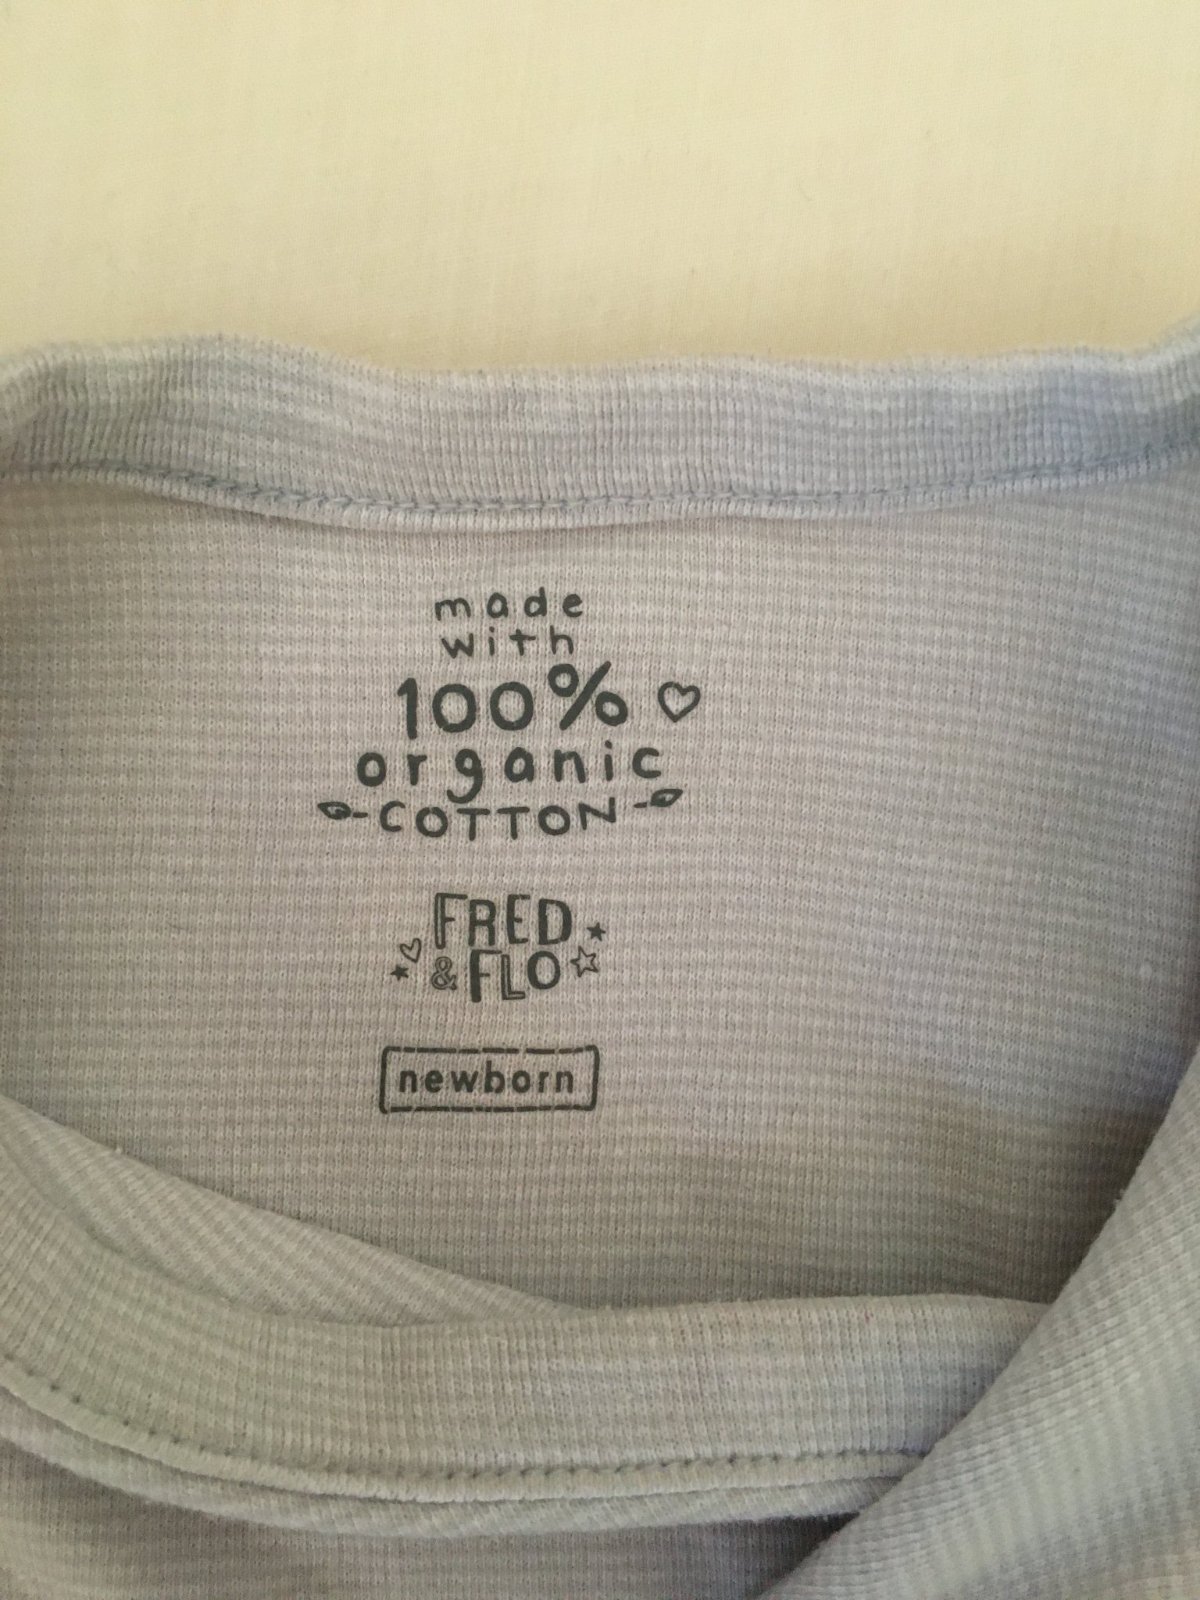 made
with
100%
organic
-COTTON-
FRED
& FLO
newborn